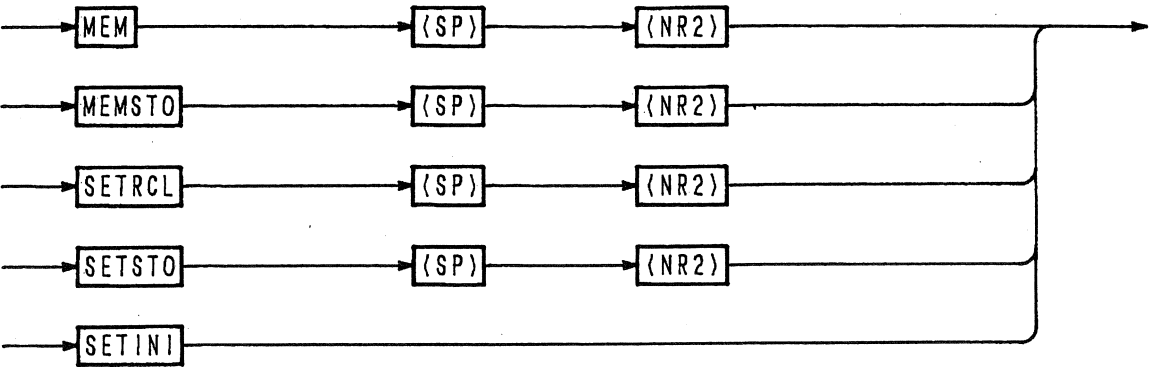 MEM ⟨SP⟩ ⟨NR2⟩
MEMSTO ⟨SP⟩ ⟨NR2⟩
SETRCL ⟨SP⟩ ⟨NR2⟩
SETSTO ⟨SP⟩ ⟨NR2⟩
SETINI